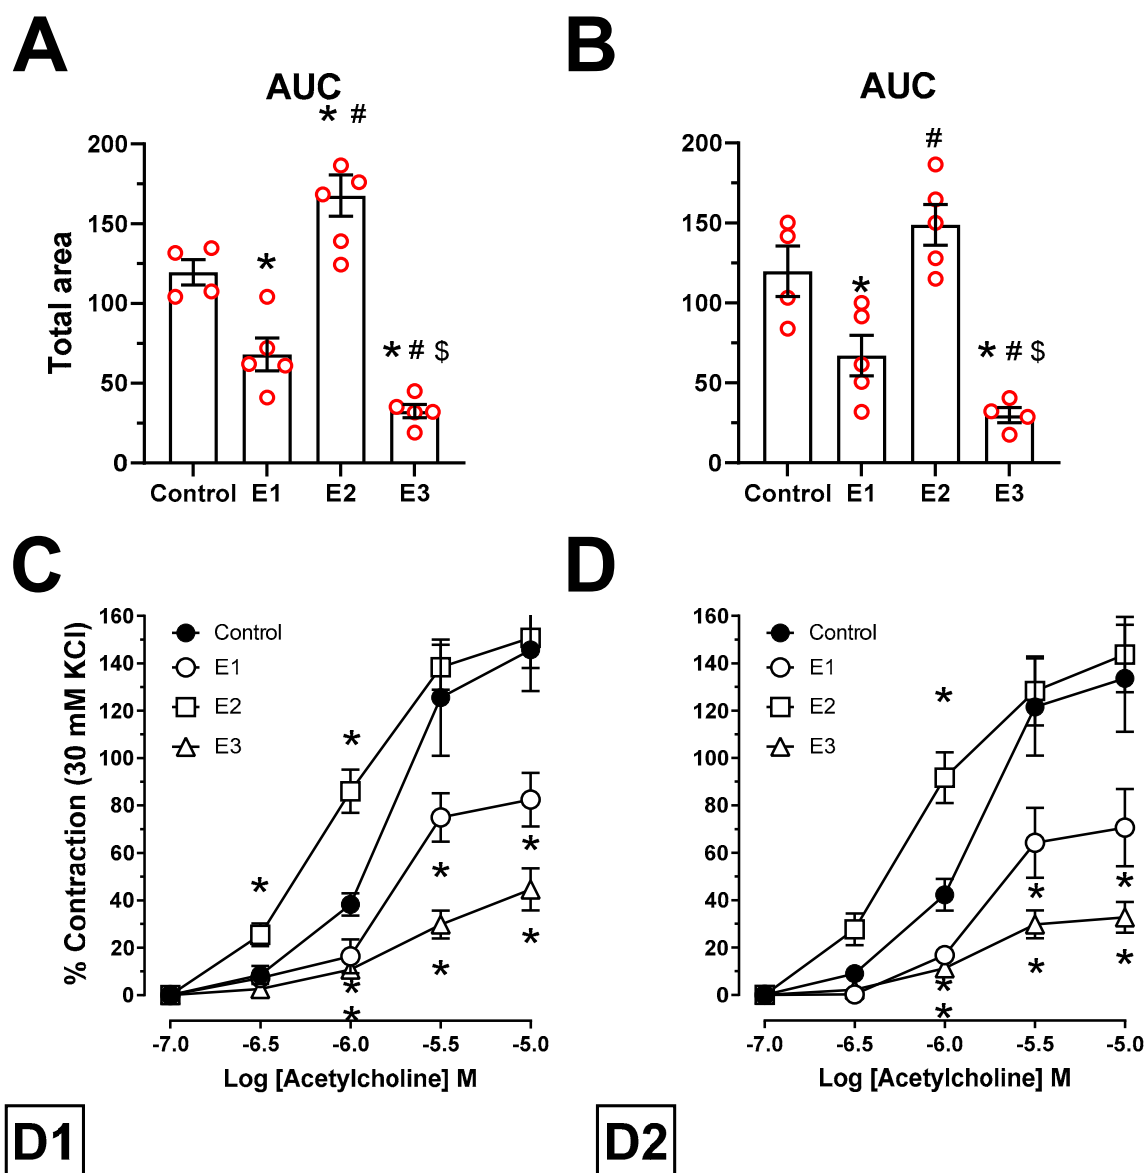 A
B
AUC
AUC
* #
#
200
150
100
50
0
Total area
*
* # $
Control E1 E2 E3
200
150
100
50
0
*
* # $
Control E1 E2 E3
C
D
% Contraction (30 mM KCl)
160
140
120
100
80
60
40
20
0
Control
E1
E2
E3
*
*
*
*
*
*
*
*
-7.0 -6.5 -6.0 -5.5 -5.0
Log [Acetylcholine] M
160
140
120
100
80
60
40
20
0
Control
E1
E2
E3
*
*
*
*
*
*
*
-7.0 -6.5 -6.0 -5.5 -5.0
Log [Acetylcholine] M
D1
D2